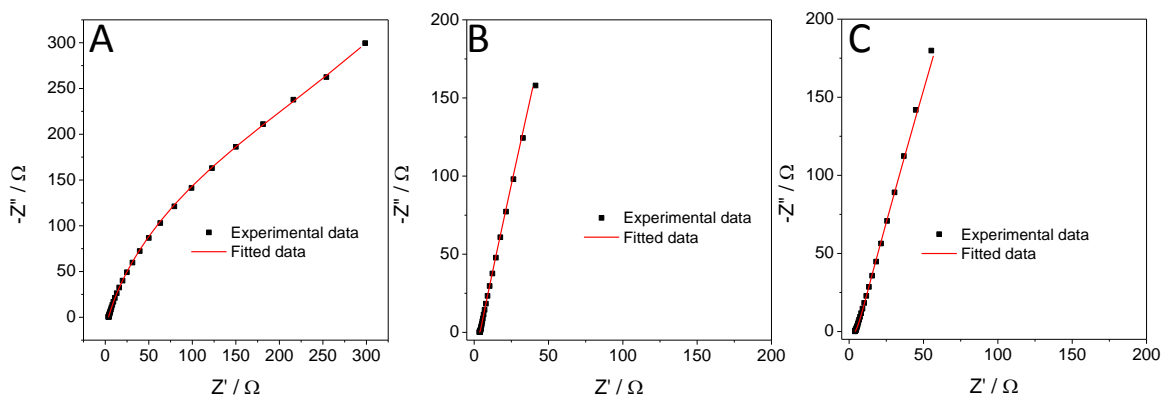 A
300
250
200
150
100
50
0
-Z" / Ω
Experimental data
Fitted data
0 50 100 150 200 250 300
Z' / Ω
B
200
150
100
50
0
-Z" / Ω
Experimental data
Fitted data
0 50 100 150 200
Z' / Ω
C
200
150
100
50
0
-Z" / Ω
Experimental data
Fitted data
0 50 100 150 200
Z' / Ω